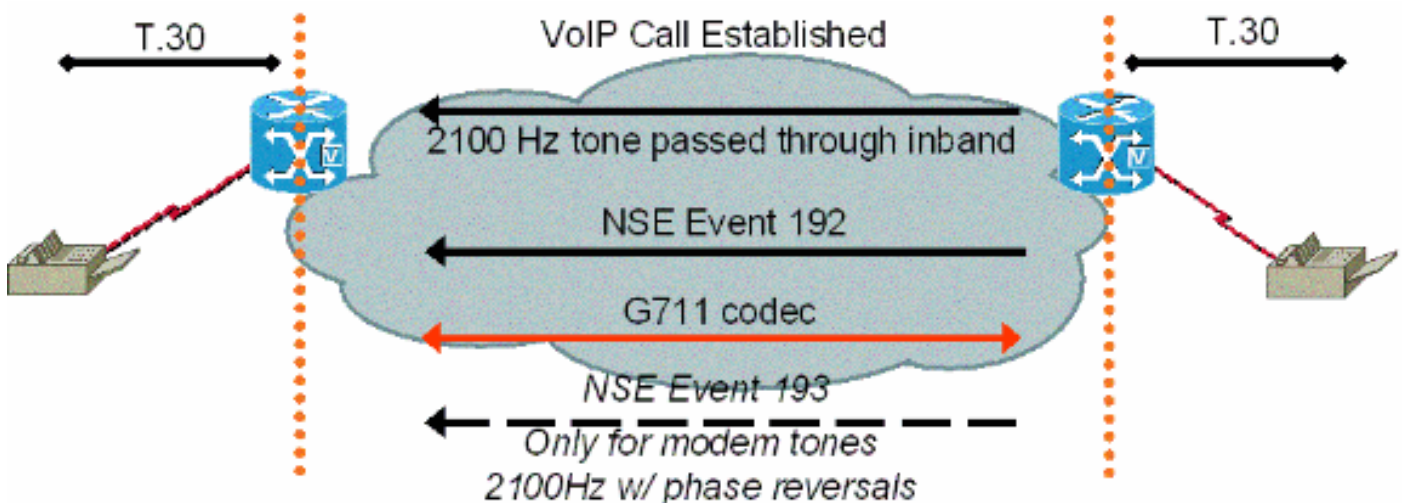 T.30
VoIP Call Established
T.30
2100 Hz tone passed through inband
V
V
NSE Event 192
G711 codec
NSE Event 193
Only for modem tones
2100Hz w/ phase reversals